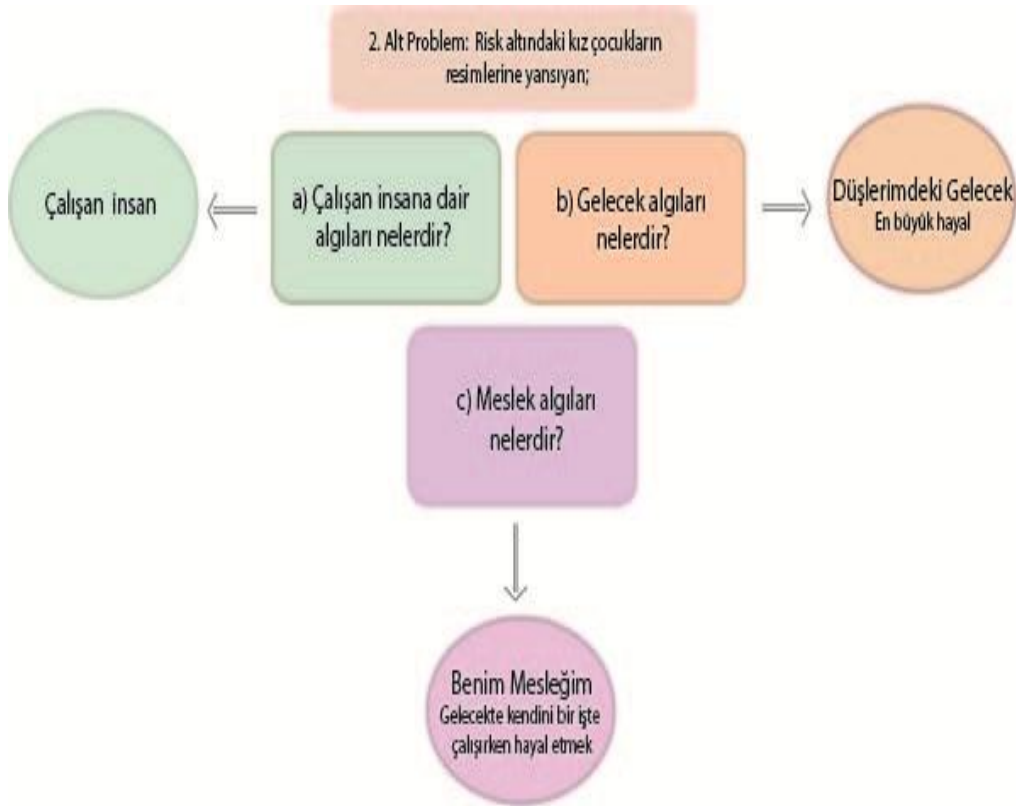 2. Alt Problem: Risk altındaki kız çocukların
resimlerine yansıyan;
Çalışan insan
a) Çalışan insana dair
algıları nelerdir?
b) Gelecek algıları
nelerdir?
Düşlerimdeki Gelecek
En büyük hayal
c) Meslek algıları
nelerdir?
Benim Mesleğim
Gelecekte kendini bir işte
çalışırken hayal etmek